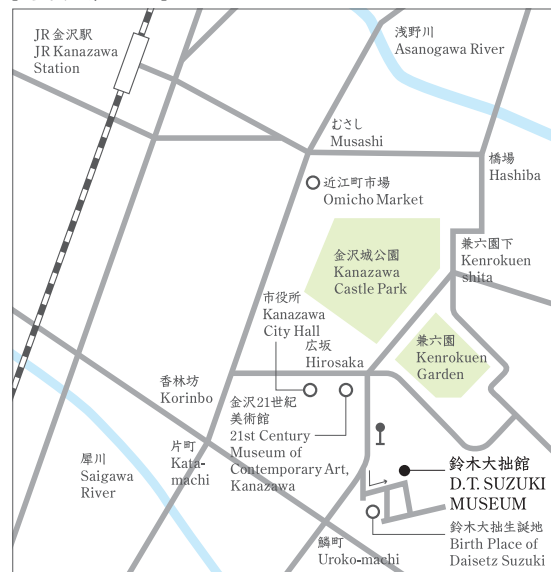 JR金沢駅
JR Kanazawa
Station
浅野川
Asanogawa River
むさし
Musashi
橋場
Hashiba
近江町市場
Omicho Market
金沢城公園
Kanazawa
Castle Park
兼六園下
Kenrokuen
shita
市役所
Kanazawa
City Hall
広坂
Hirosaka
兼六園
Kenrokuen
Garden
香林坊
Korinbo
金沢21世紀
美術館
21st Century
Museum of
Contemporary Art,
Kanazawa
片町
Kata-
machi
犀川
Saigawa
River
鈴木大拙館
D.T. SUZUKI
MUSEUM
鈴木大拙生誕地
Birth Place of
Daisetz Suzuki
鱗町
Uroko-machi